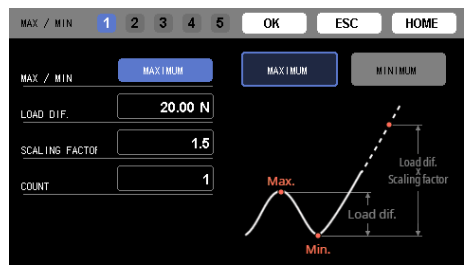 MAX / MIN 1 2 3 4 5 OK ESC HOME
MAX / MIN MAXIMUM
LOAD DIF. 20.00 N
SCALING FACTOR 1.5
COUNT 1
MAXIMUM MINIMUM
Load dif.
X
Scaling factor
Max.
Load dif.
Min.